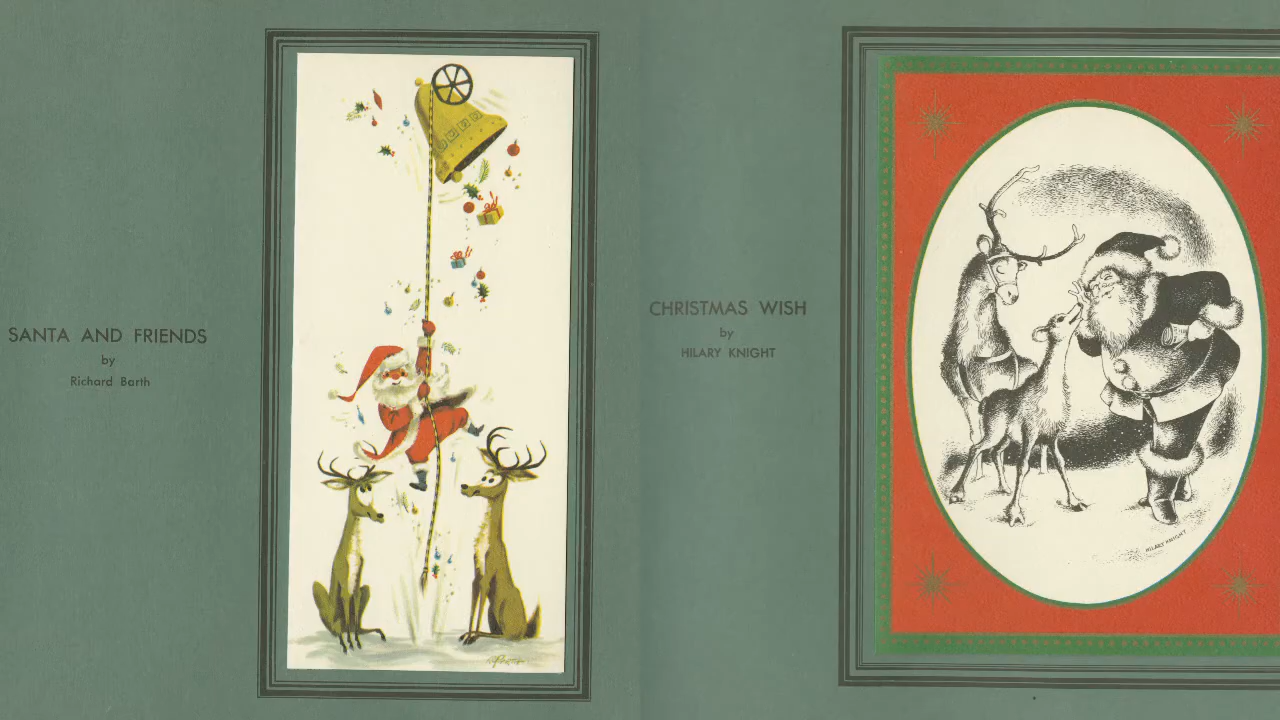 SANTA AND FRIENDS
by
Richard Barth
CHRISTMAS WISH
by
HILARY KNIGHT
HILARY KNIGHT